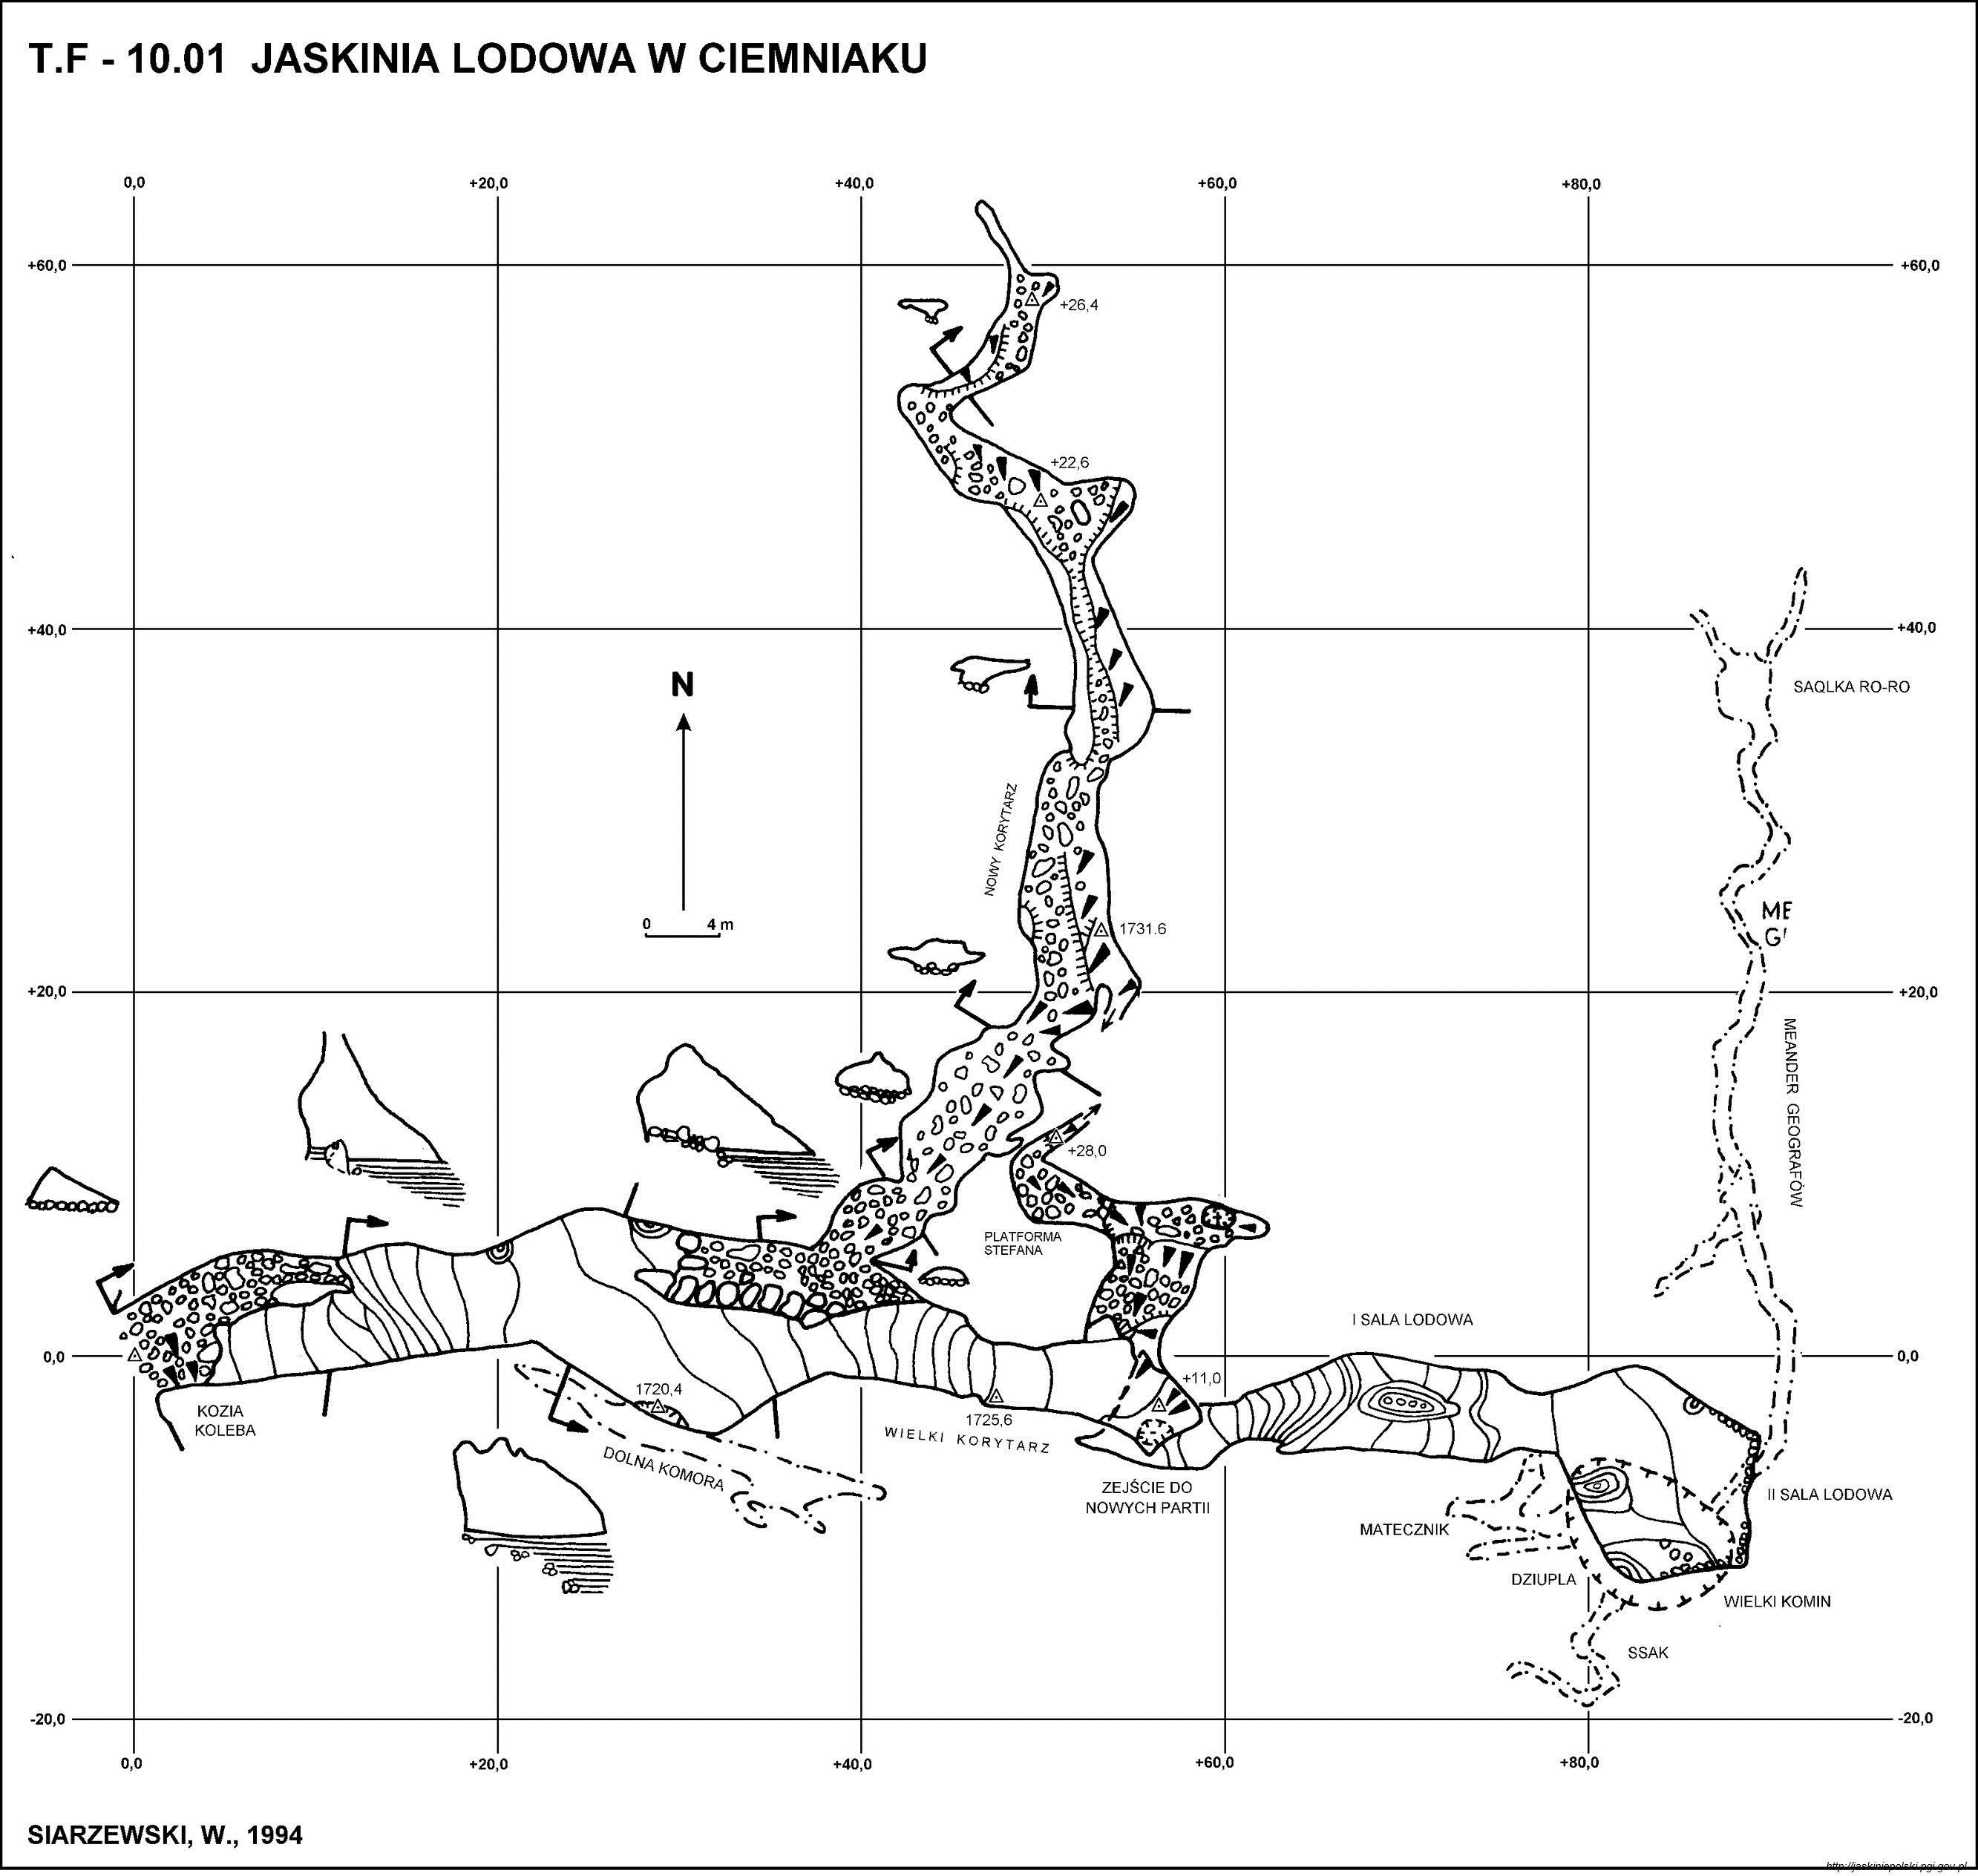 T.F - 10.01 JASKINIA LODOWA W CIEMNIAKU
0,0
+20,0
+40,0
+60,0
+80,0
+60,0
+60,0
+26,4
+22,6
+40,0
+40,0
SAQLKA RO-RO
N
NOWY KORYTARZ
0 4 m
ME
G
1731.6
+20,0
+20,0
MEANDER GEOGRAFÓW
+28,0
PLATFORMA
STEFANA
I SALA LODOWA
0,0
0,0
+11,0
1720,4
KOZIA
KOLEBA
1725,6
WIELKI KORYTARZ
DOLNA KOMORA
ZEJŚCIE DO
NOWYCH PARTII
II SALA LODOWA
MATECZNIK
DZIUPLA
WIELKI KOMIN
SSAK
-20,0
-20,0
0,0
+20,0
+40,0
+60,0
+80,0
SIARZEWSKI, W., 1994
http://jaskiniepolski.pgi.gov.pl